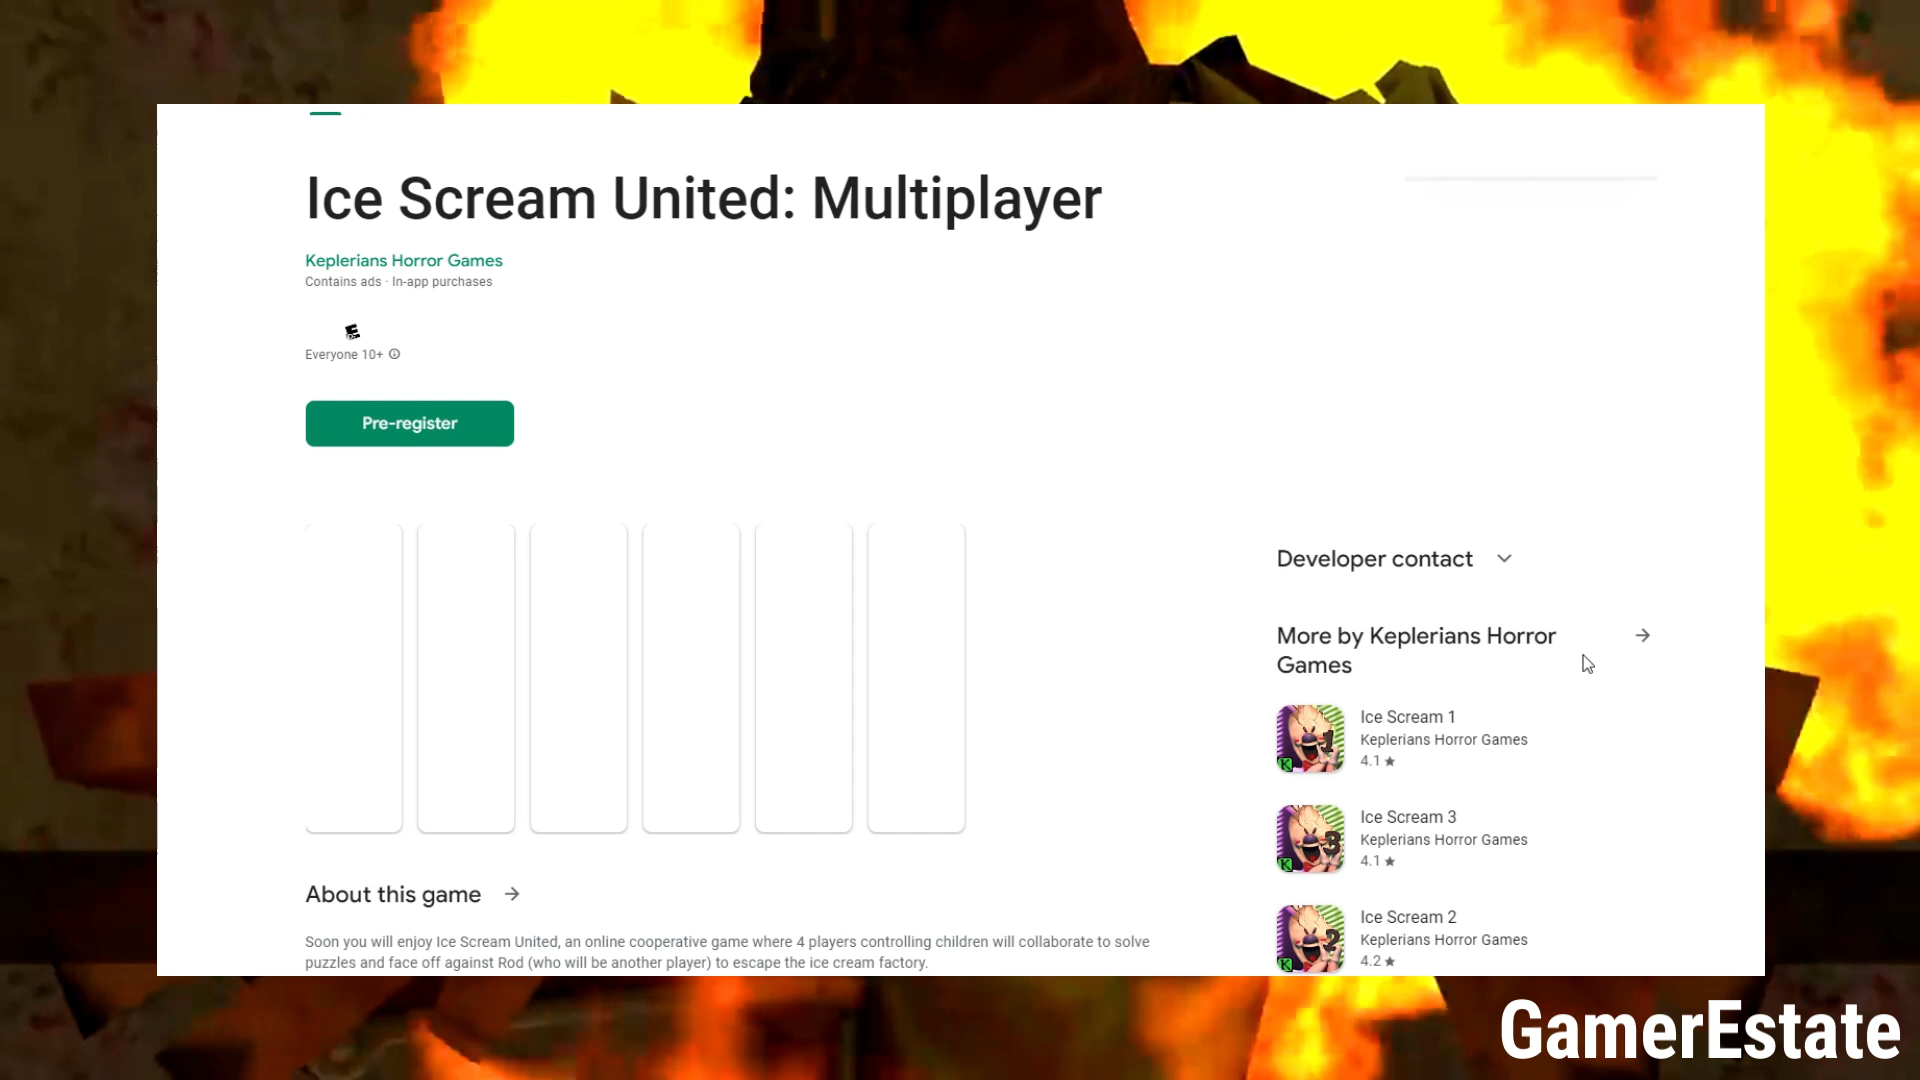 Ice Scream United: Multiplayer
Keplerians Horror Games
Contains ads · In-app purchases
Everyone 10+
Pre-register
Developer contact
More by Keplerians Horror
Games
Ice Scream 1
Keplerians Horror Games
4.1 ★
Ice Scream 3
Keplerians Horror Games
4.1 ★
Ice Scream 2
Keplerians Horror Games
4.2 ★
About this game
Soon you will enjoy Ice Scream United, an online cooperative game where 4 players controlling children will collaborate to solve
puzzles and face off against Rod (who will be another player) to escape the ice cream factory.
GamerEstate